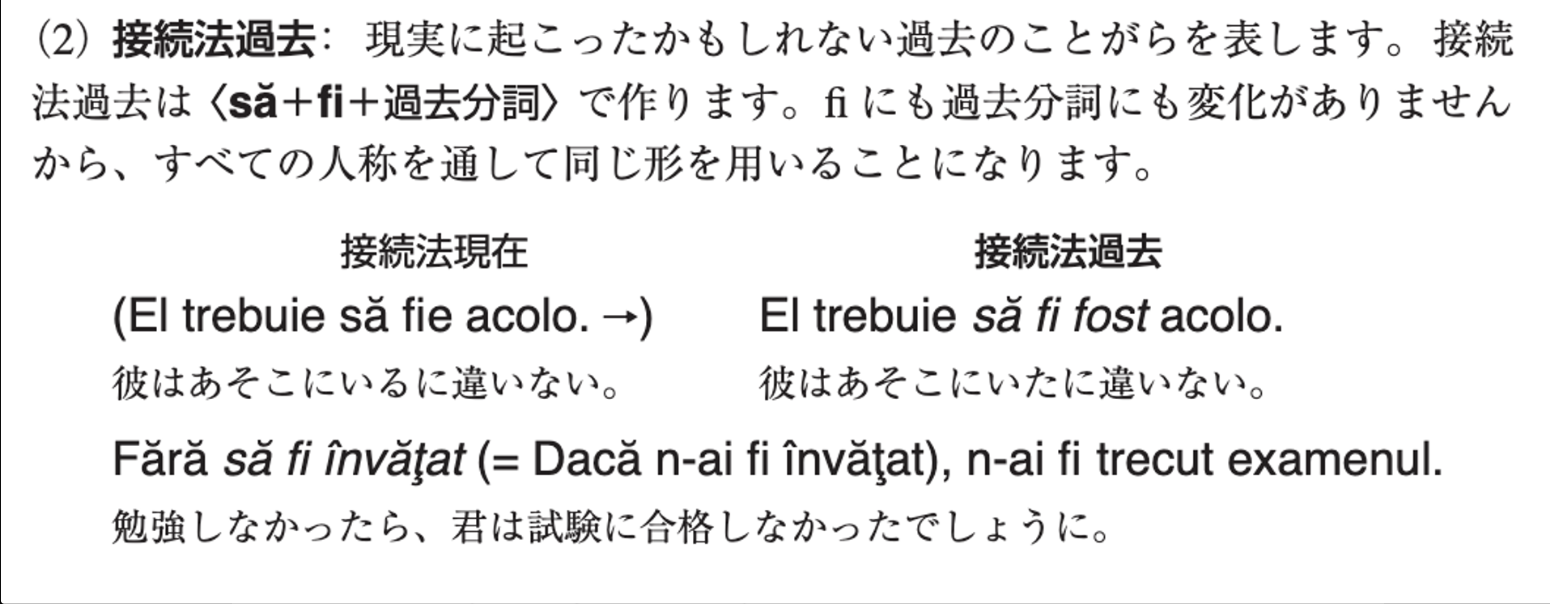 （2）接続法過去： 現実に起こったかもしれない過去のことがらを表します。接続
法過去は〈să＋fi＋過去分詞〉で作ります。fi にも過去分詞にも変化がありません
から、すべての人称を通して同じ形を用いることになります。
接続法現在 接続法過去
(El trebuie să fie acolo. →) El trebuie să fi fost acolo.
彼はあそこにいるに違いない。 彼はあそこにいたに違いない。
Fără să fi învăţat (= Dacă n-ai fi învăţat), n-ai fi trecut examenul.
勉強しなかったら、君は試験に合格しなかったでしょうに。